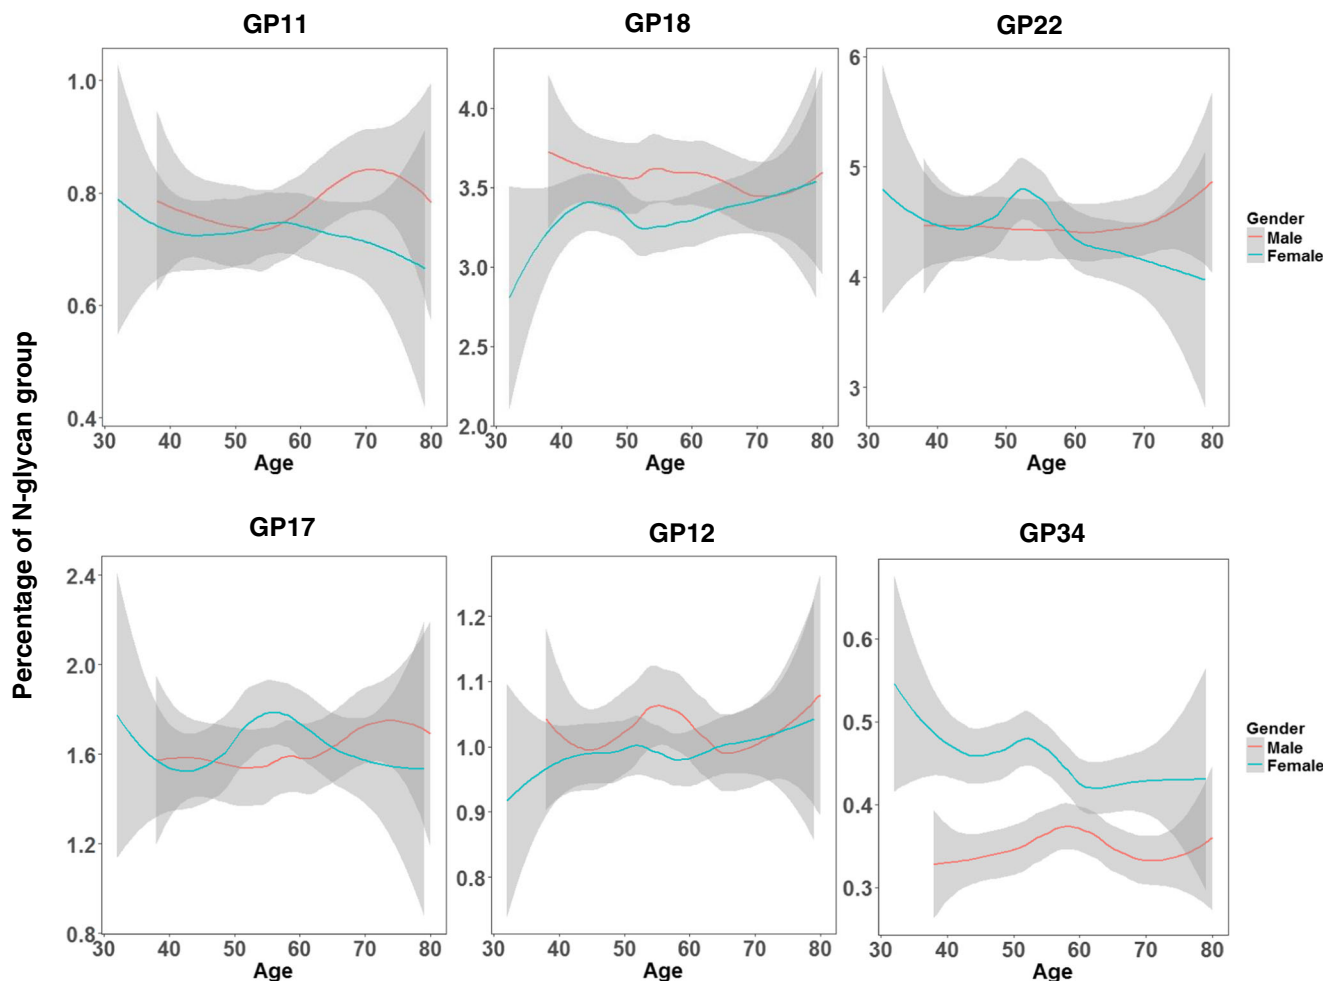 GP11
GP18
GP22
Percentage of N-glycan group
1.0
0.8
0.6
0.4
30 40 50 60 70 80
Age
4.0
3.5
3.0
2.5
2.0
30 40 50 60 70 80
Age
6
5
4
3
30 40 50 60 70 80
Age
Gender
Male
Female
GP17
GP12
GP34
2.4
2.0
1.6
1.2
0.8
30 40 50 60 70 80
Age
1.2
1.1
1.0
0.9
0.8
30 40 50 60 70 80
Age
0.6
0.5
0.4
0.3
30 40 50 60 70 80
Age
Gender
Male
Female